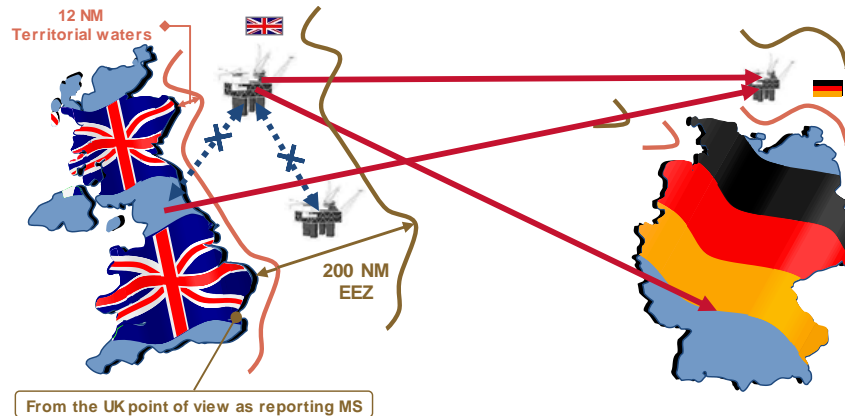 12 NM
Territorial waters
200 NM
EEZ
From the UK point of view as reporting MS